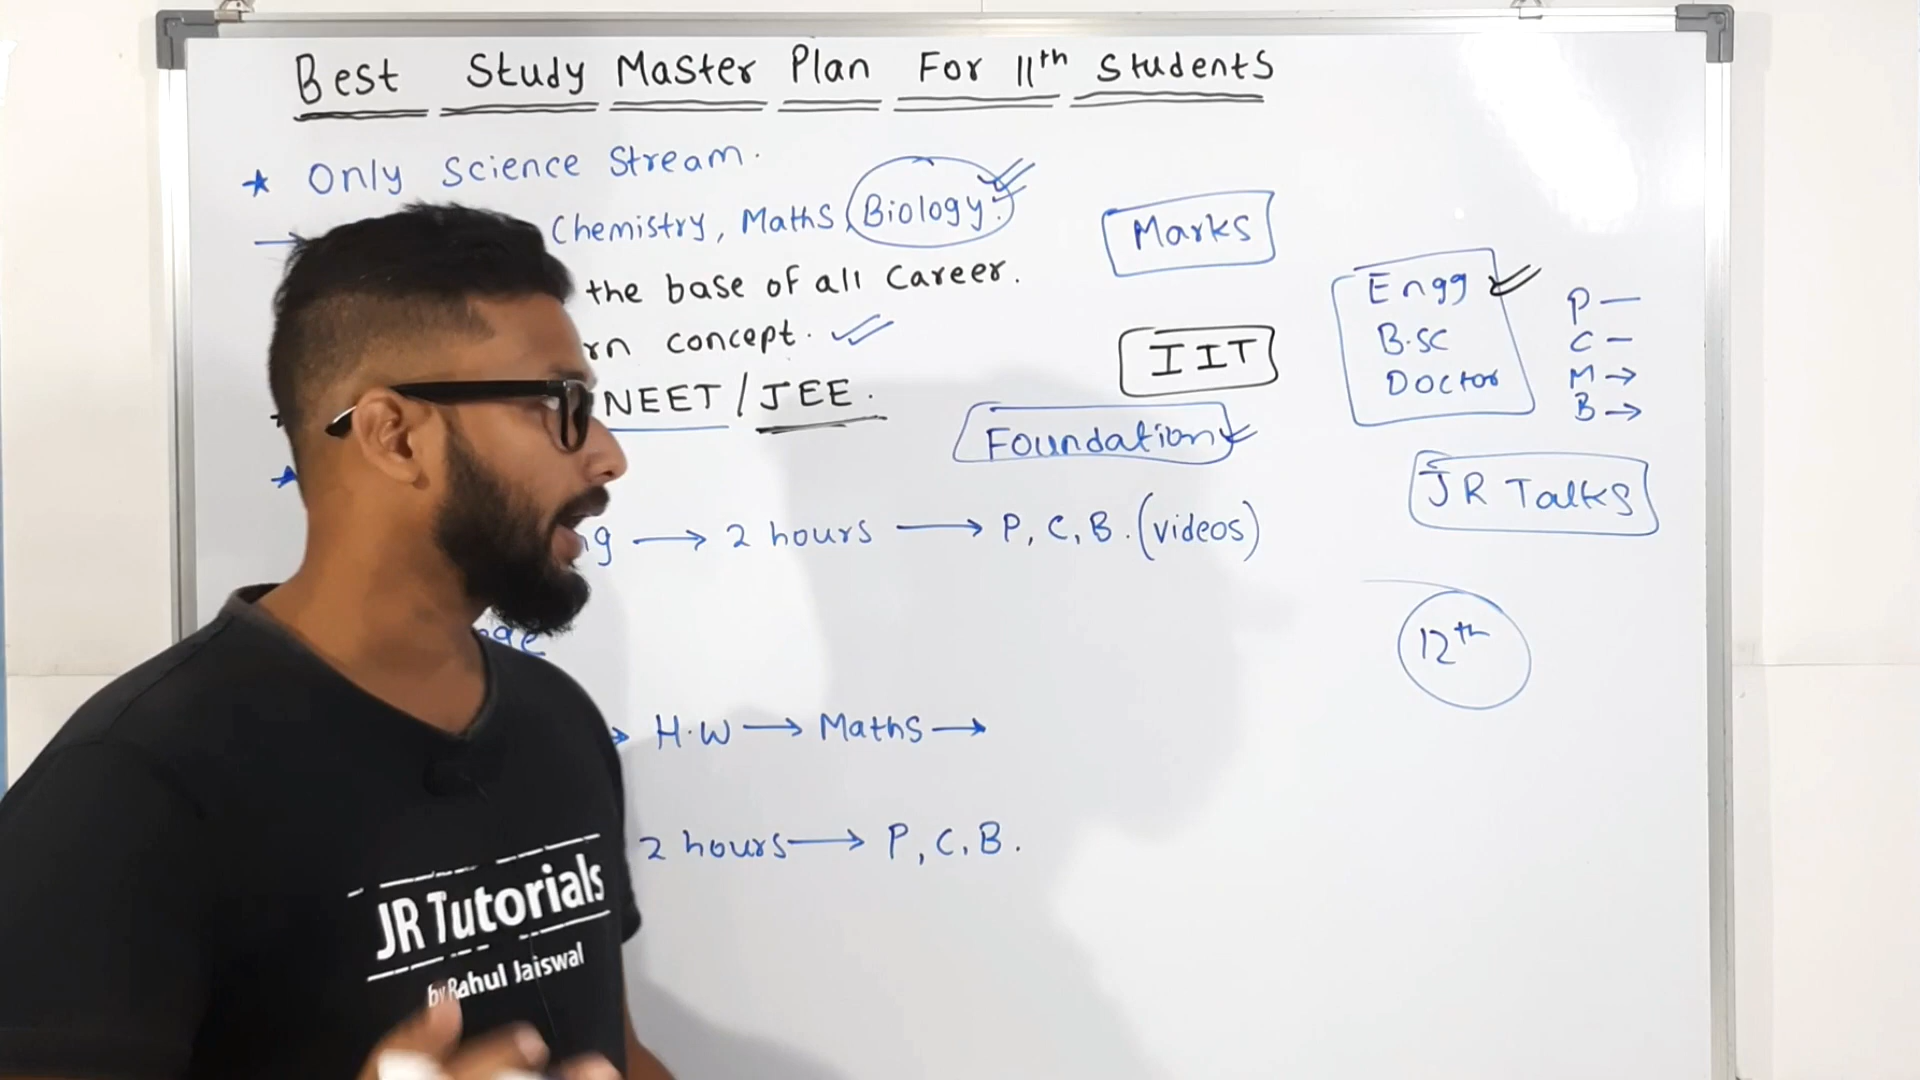 Best Study Master Plan For 11th Students
★ Only Science Stream.
→ Chemistry, Maths, Biology.
the base of all Career.
concept.
NEET / JEE.
→ 2 hours → P, C, B. (videos)
→ H.W → Maths →
2 hours → P, C, B.
Marks
IIT
Foundation
Engg
B.Sc
Doctor
P —
C –
M →
B →
JR Talks
12th
JR Tutorials
by Rahul Jaiswal